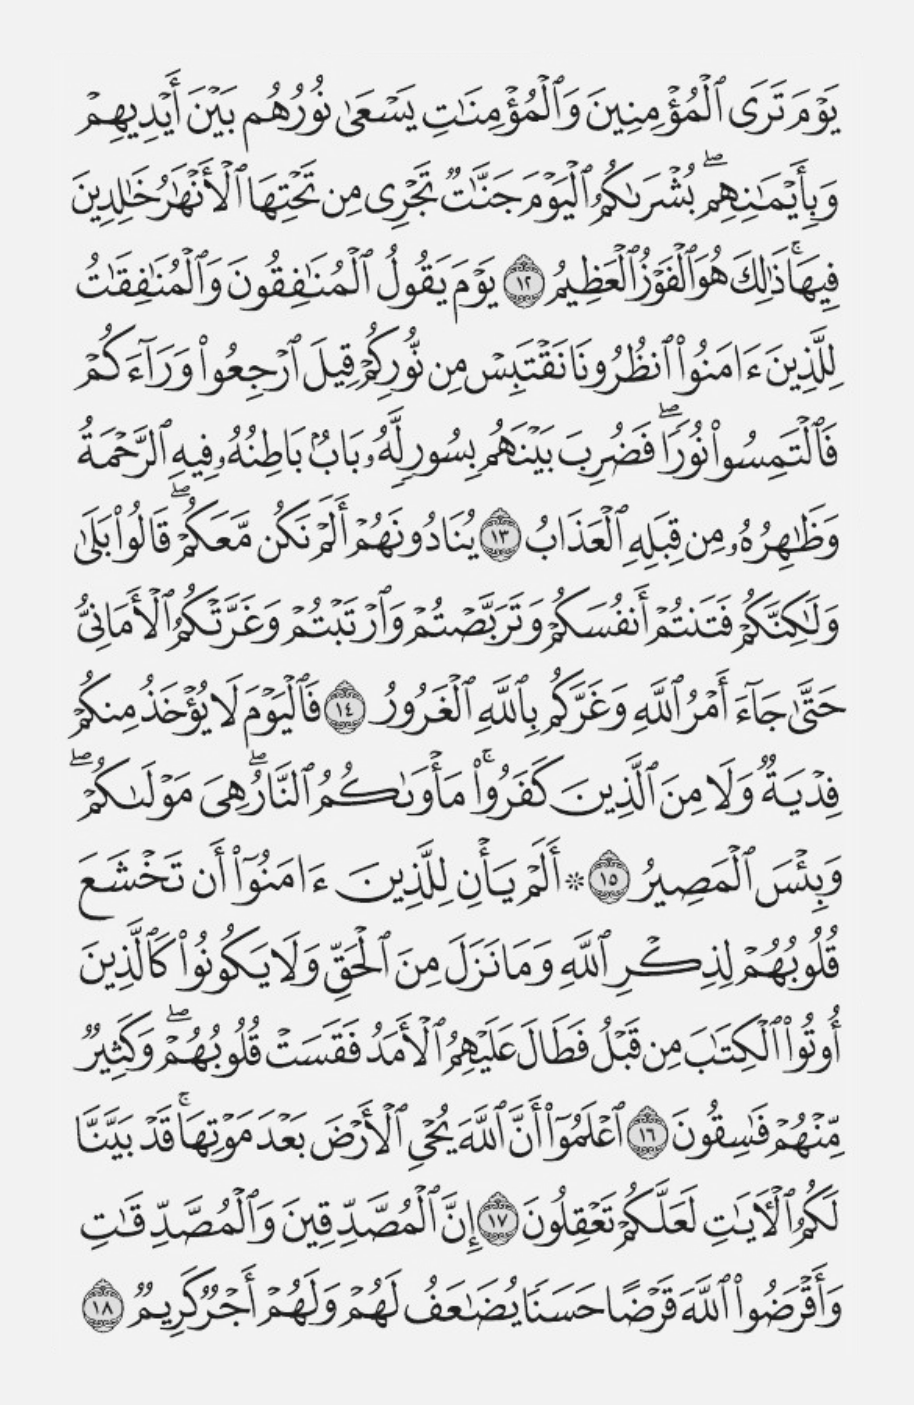 يَوْمَ تَرَى ٱلْمُؤْمِنِينَ وَٱلْمُؤْمِنَٰتِ يَسْعَىٰ نُورُهُم بَيْنَ أَيْدِيهِمْ
وَبِأَيْمَٰنِهِمۖ بُشْرَىٰكُمُ ٱلْيَوْمَ جَنَّٰتٌ تَجْرِى مِن تَحْتِهَا ٱلْأَنْهَٰرُ خَٰلِدِينَ
فِيهَاۚ ذَٰلِكَ هُوَ ٱلْفَوْزُ ٱلْعَظِيمُ ١٢ يَوْمَ يَقُولُ ٱلْمُنَٰفِقُونَ وَٱلْمُنَٰفِقَٰتُ
لِلَّذِينَ ءَامَنُوا۟ ٱنظُرُونَا نَقْتَبِسْ مِن نُّورِكُمْ قِيلَ ٱرْجِعُوا۟ وَرَآءَكُمْ
فَٱلْتَمِسُوا۟ نُورًاۖ فَضُرِبَ بَيْنَهُم بِسُورٍ لَّهُۥ بَابٌۢ بَاطِنُهُۥ فِيهِ ٱلرَّحْمَةُ
وَظَٰهِرُهُۥ مِن قِبَلِهِ ٱلْعَذَابُ ١٣ يُنَادُونَهُمْ أَلَمْ نَكُن مَّعَكُمْۖ قَالُوا۟ بَلَىٰ
وَلَٰكِنَّكُمْ فَتَنتُمْ أَنفُسَكُمْ وَتَرَبَّصْتُمْ وَٱرْتَبْتُمْ وَغَرَّتْكُمُ ٱلْأَمَانِىُّ
حَتَّىٰ جَآءَ أَمْرُ ٱللَّهِ وَغَرَّكُم بِٱللَّهِ ٱلْغَرُورُ ١٤ فَٱلْيَوْمَ لَا يُؤْخَذُ مِنكُمْ
فِدْيَةٌ وَلَا مِنَ ٱلَّذِينَ كَفَرُوا۟ۚ مَأْوَىٰكُمُ ٱلنَّارُۖ هِىَ مَوْلَىٰكُمْۖ
وَبِئْسَ ٱلْمَصِيرُ ١٥ ۞ أَلَمْ يَأْنِ لِلَّذِينَ ءَامَنُوٓا۟ أَن تَخْشَعَ
قُلُوبُهُمْ لِذِكْرِ ٱللَّهِ وَمَا نَزَلَ مِنَ ٱلْحَقِّ وَلَا يَكُونُوا۟ كَٱلَّذِينَ
أُوتُوا۟ ٱلْكِتَٰبَ مِن قَبْلُ فَطَالَ عَلَيْهِمُ ٱلْأَمَدُ فَقَسَتْ قُلُوبُهُمْۖ وَكَثِيرٌ
مِّنْهُمْ فَٰسِقُونَ ١٦ ٱعْلَمُوٓا۟ أَنَّ ٱللَّهَ يُحْىِ ٱلْأَرْضَ بَعْدَ مَوْتِهَاۚ قَدْ بَيَّنَّا
لَكُمُ ٱلْءَايَٰتِ لَعَلَّكُمْ تَعْقِلُونَ ١٧ إِنَّ ٱلْمُصَّدِّقِينَ وَٱلْمُصَّدِّقَٰتِ
وَأَقْرَضُوا۟ ٱللَّهَ قَرْضًا حَسَنًا يُضَٰعَفُ لَهُمْ وَلَهُمْ أَجْرٌ كَرِيمٌ ١٨